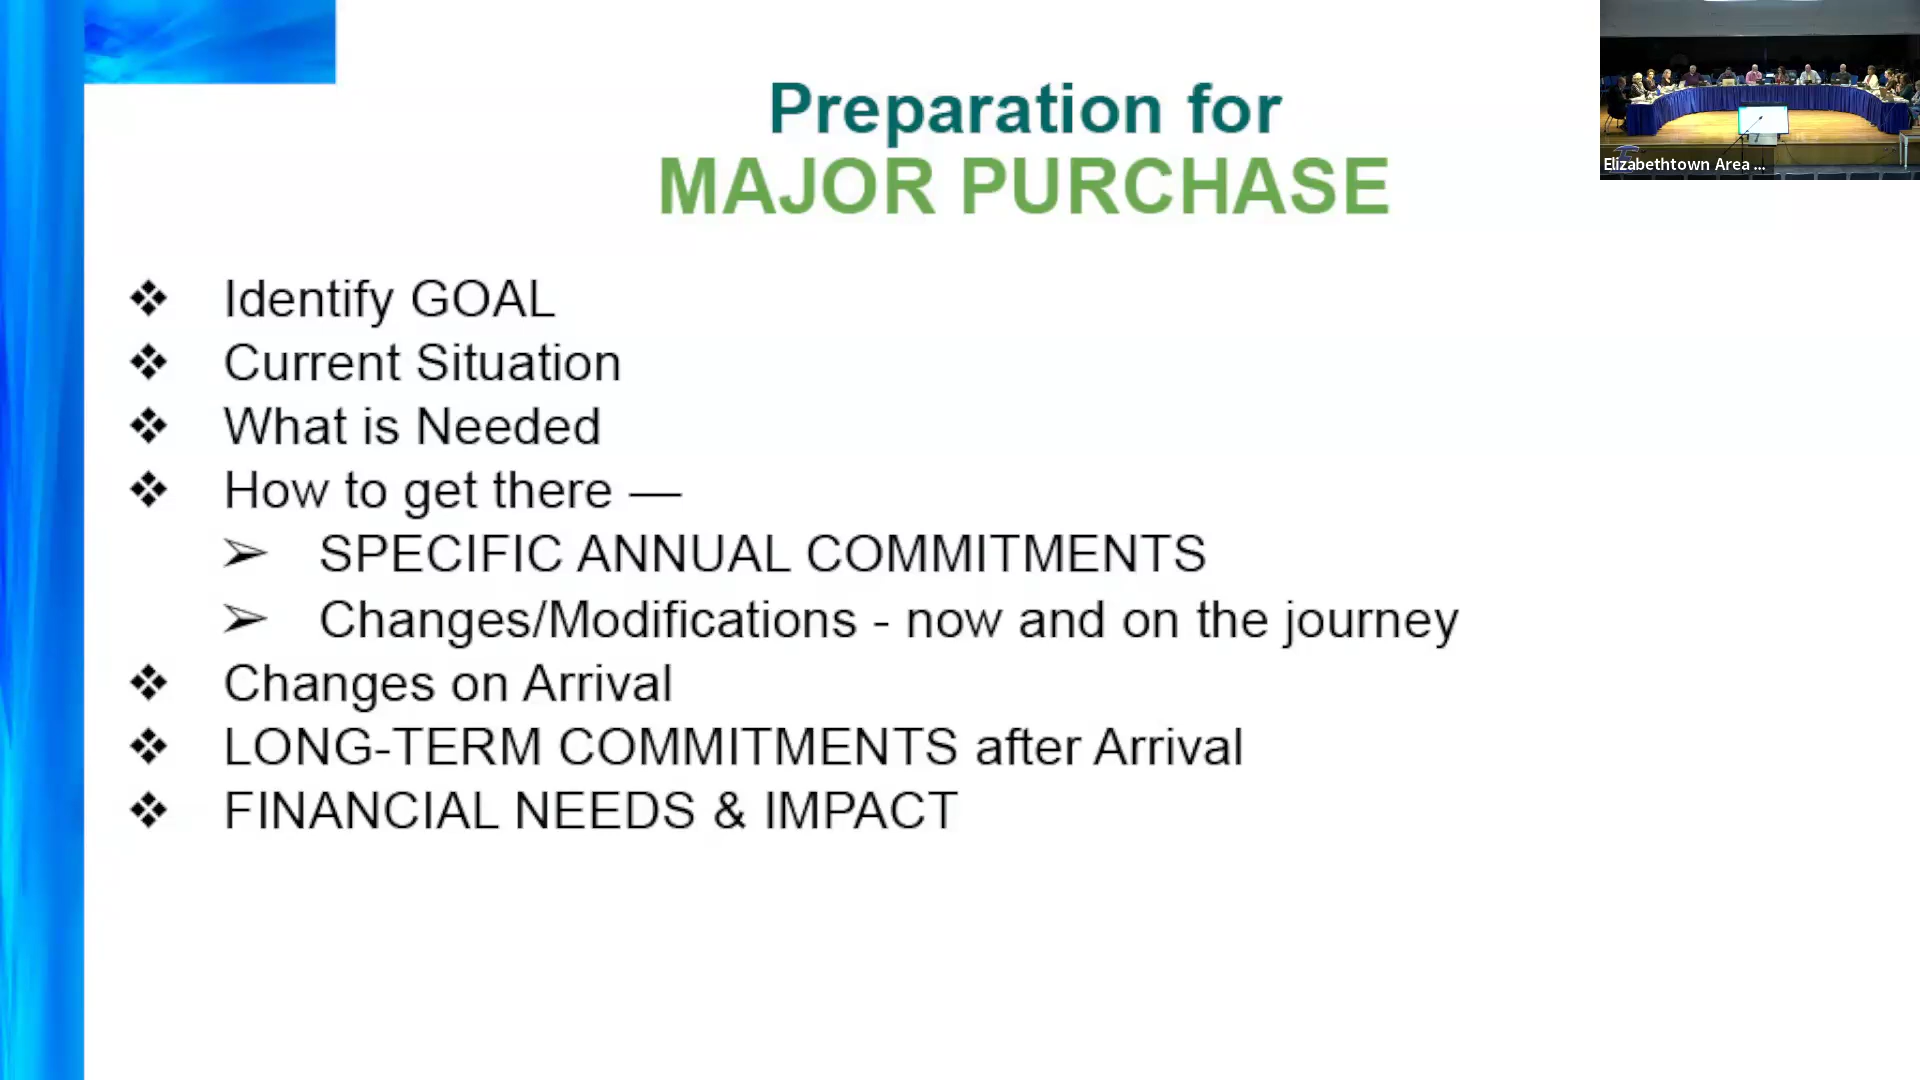 Preparation for
MAJOR PURCHASE
Elizabethtown Area ...
❖ Identify GOAL
❖ Current Situation
❖ What is Needed
❖ How to get there —
➢ SPECIFIC ANNUAL COMMITMENTS
➢ Changes/Modifications - now and on the journey
❖ Changes on Arrival
❖ LONG-TERM COMMITMENTS after Arrival
❖ FINANCIAL NEEDS & IMPACT